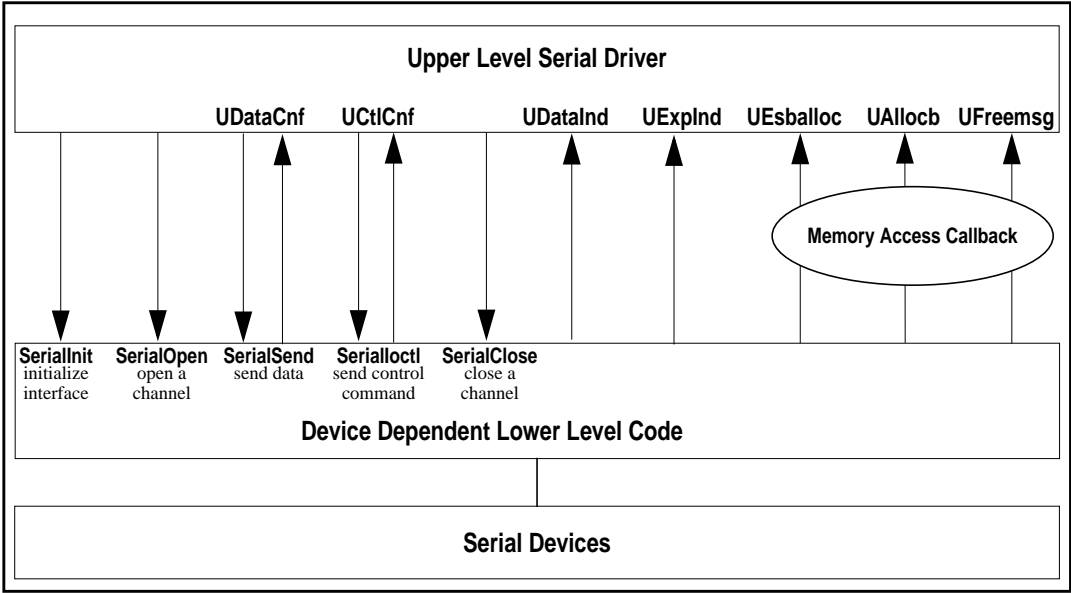 Upper Level Serial Driver
UDataCnf UCtlCnf UDataInd UExpInd UEsballoc UAllocb UFreemsg
Memory Access Callback
SerialInit SerialOpen SerialSend SerialIoctl SerialClose
initialize open a send data send control close a
interface channel command channel
Device Dependent Lower Level Code
Serial Devices